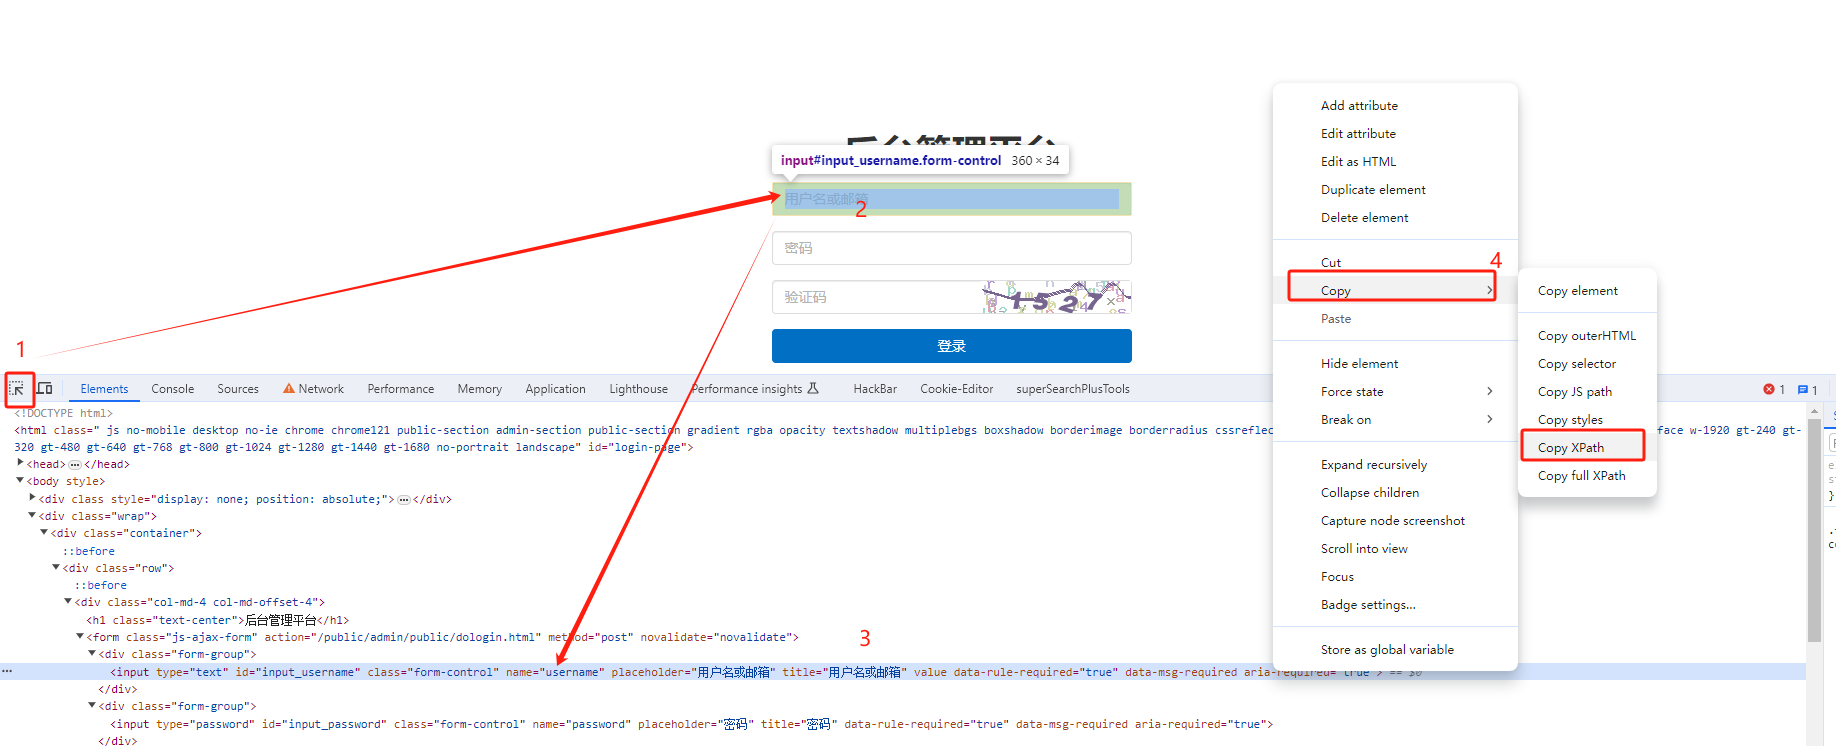 后台管理平台
input#input_username.form-control 360 × 34
用户名或邮箱
2
密码
验证码
1527
登录
1
Add attribute
Edit attribute
Edit as HTML
Duplicate element
Delete element
Cut
4
Copy
Paste
Hide element
Force state
Break on
Expand recursively
Collapse children
Capture node screenshot
Scroll into view
Focus
Badge settings...
Store as global variable
Copy element
Copy outerHTML
Copy selector
Copy JS path
Copy styles
Copy XPath
Copy full XPath
Elements Console Sources Network Performance Memory Application Lighthouse Performance insights HackBar Cookie-Editor superSearchPlusTools 1 1
<!DOCTYPE html>
<html class=" js no-mobile desktop no-ie chrome chrome121 public-section admin-section public-section gradient rgba opacity textshadow multiplebgs boxshadow borderimage borderradius cssreflec face w-1920 gt-240 gt-
320 gt-480 gt-640 gt-768 gt-800 gt-1024 gt-1280 gt-1440 gt-1680 no-portrait landscape" id="login-page">
<head>…</head>
<body style>
<div class style="display: none; position: absolute;">…</div>
<div class="wrap">
<div class="container">
::before
<div class="row">
::before
<div class="col-md-4 col-md-offset-4">
<h1 class="text-center">后台管理平台</h1>
<form class="js-ajax-form" action="/public/admin/public/dologin.html" method="post" novalidate="novalidate">
3
<div class="form-group">
<input type="text" id="input_username" class="form-control" name="username" placeholder="用户名或邮箱" title="用户名或邮箱" value data-rule-required="true" data-msg-required aria-required="true"> == $0
</div>
<div class="form-group">
<input type="password" id="input_password" class="form-control" name="password" placeholder="密码" title="密码" data-rule-required="true" data-msg-required aria-required="true">
</div>